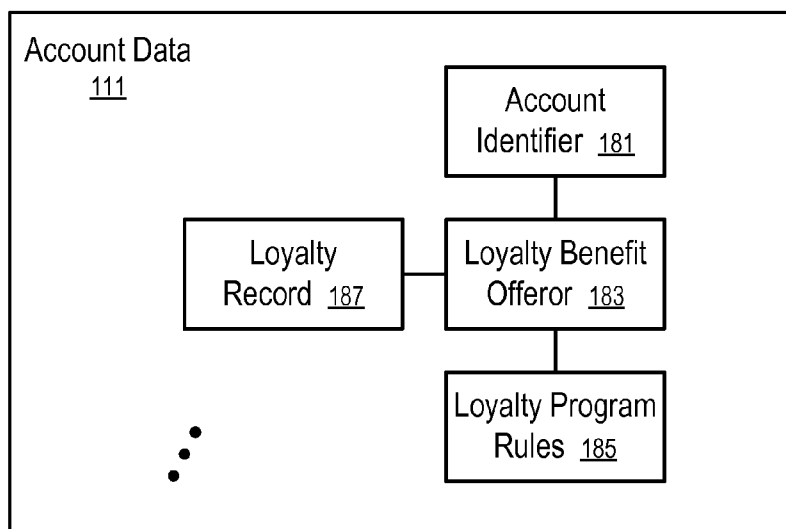 Account Data
111
Account
Identifier 181
Loyalty
Record 187
Loyalty Benefit
Offeror 183
Loyalty Program
Rules 185